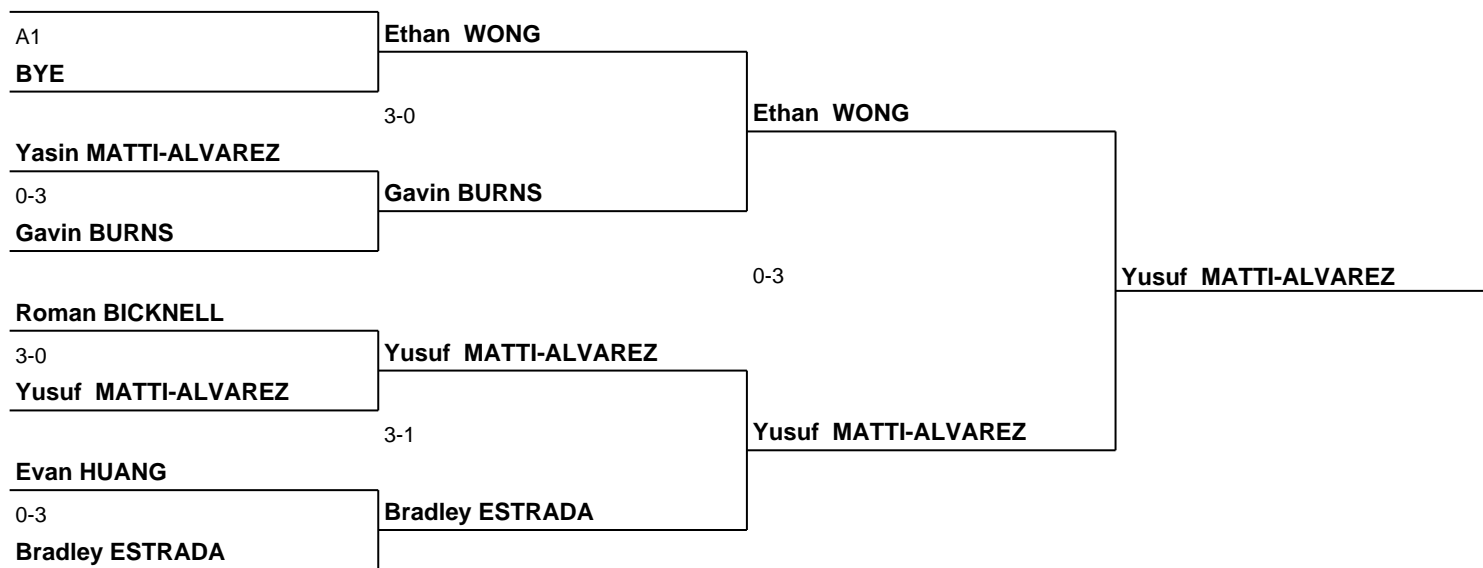 A1
BYE
Ethan  WONG
3-0
Ethan  WONG
Yasin MATTI-ALVAREZ
0-3
Gavin BURNS
Gavin BURNS
0-3
Yusuf  MATTI-ALVAREZ
Roman BICKNELL
3-0
Yusuf  MATTI-ALVAREZ
Yusuf  MATTI-ALVAREZ
3-1
Yusuf  MATTI-ALVAREZ
Evan HUANG
0-3
Bradley ESTRADA
Bradley ESTRADA